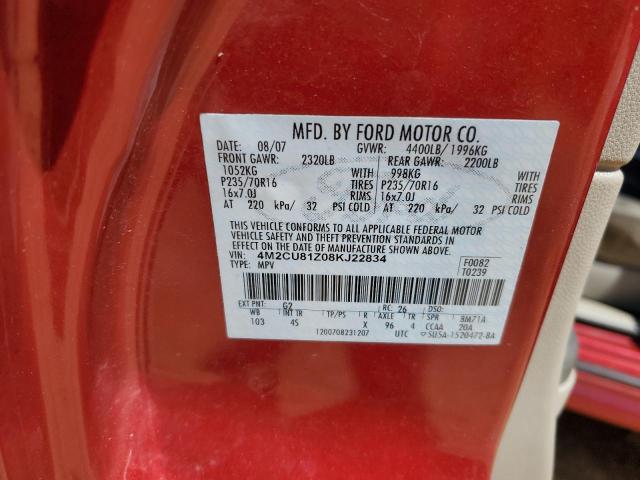 MFD. BY FORD MOTOR CO.
DATE: 08/07 GVWR: 4400LB/1996KG
FRONT GAWR: 2320LB REAR GAWR: 2200LB
1052KG WITH 998KG WITH
P235/70R16 TIRES P235/70R16 TIRES
16x7.0J RIMS 16x7.0J RIMS
AT 220 kPa/ 32 PSI COLD AT 220 kPa/ 32 PSI COLD
THIS VEHICLE CONFORMS TO ALL APPLICABLE FEDERAL MOTOR
VEHICLE SAFETY AND THEFT PREVENTION STANDARDS IN
EFFECT ON THE DATE OF MANUFACTURE SHOWN ABOVE.
VIN: 4M2CU81Z08KJ22834 F0082
TYPE: MPV T0239
EXT PNT: G2 RC: 26 DSO:
WB INT TR TP/PS R AXLE TR SPR 3M71A
103 4S X 96 4 CCAA 20A
1200708231207 UTC SU5A-1520472-BA